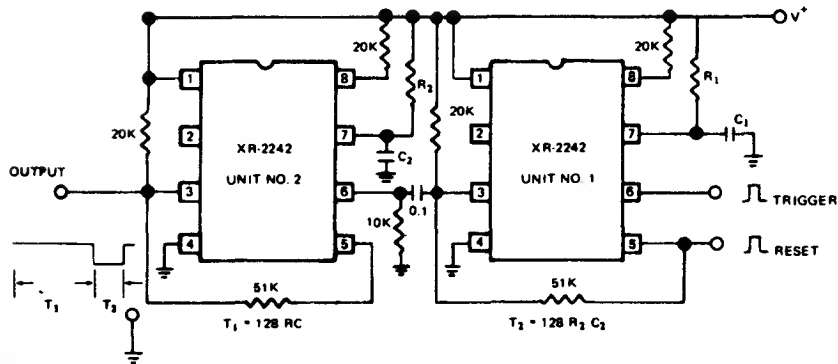 V+
20K
R2
20K
R1
1
8
1
8
20K
2
XR-2242
7
C2
20K
2
XR-2242
7
C1
OUTPUT
3
UNIT NO. 2
6
0.1
3
UNIT NO. 1
6
TRIGGER
4
5
10K
4
5
RESET
51K
51K
T1 T2
T1 = 128 RC
T2 = 128 R2 C2